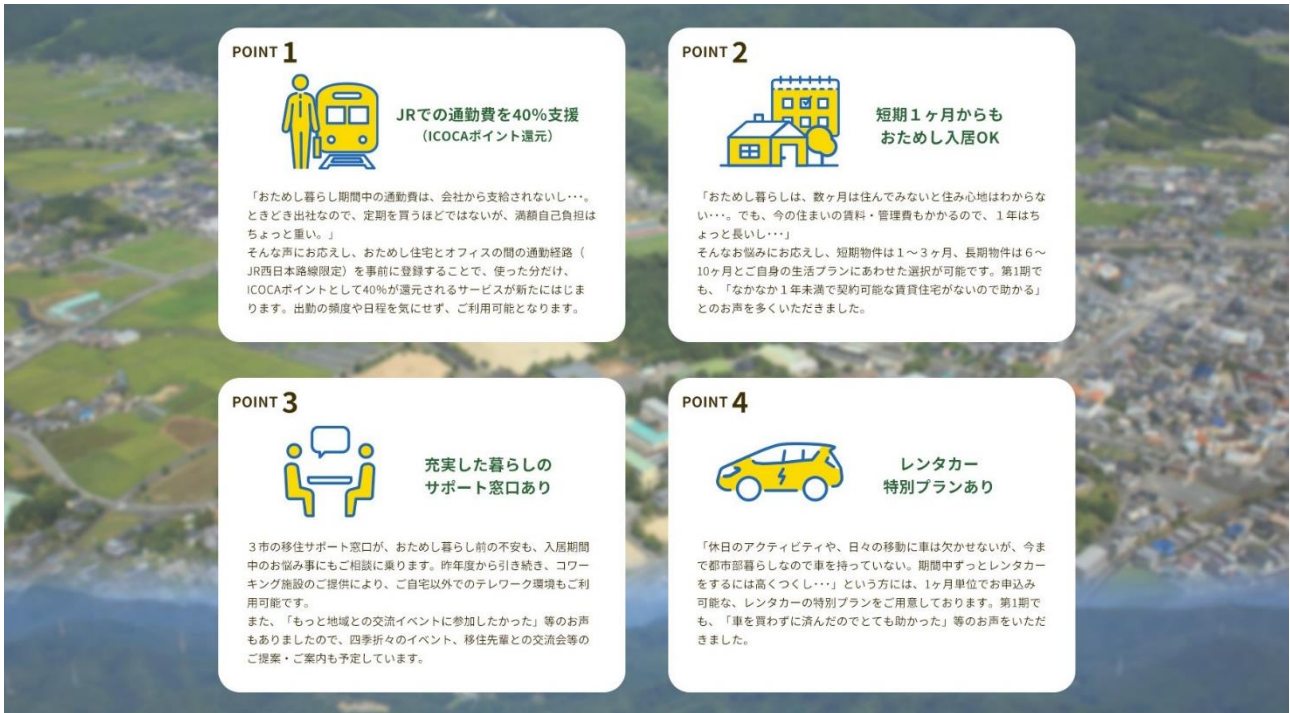 POINT 1
JRでの通勤費を40%支援
（ICOCAポイント還元）
「おためし暮らし期間中の通勤費は、会社から支給されないし･･･。
ときどき出社なので、定期を買うほどではないが、満額自己負担は
ちょっと重い。」
そんな声にお応えし、おためし住宅とオフィスの間の通勤経路（
JR西日本路線限定）を事前に登録することで、使った分だけ、
ICOCAポイントとして40%が還元されるサービスが新たにはじま
ります。出勤の頻度や日程を気にせず、ご利用可能となります。
POINT 2
短期１ヶ月からも
おためし入居OK
「おためし暮らしは、数ヶ月は住んでみないと住み心地はわからな
い･･･。でも、今の住まいの賃料・管理費もかかるので、１年はち
ょっと長いし･･･」
そんなお悩みにお応えし、短期物件は１～３ヶ月、長期物件は６～
10ヶ月とご自身の生活プランにあわせた選択が可能です。第1期で
も、「なかなか１年未満で契約可能な賃貸住宅がないので助かる」
とのお声を多くいただきました。
POINT 3
充実した暮らしの
サポート窓口あり
３市の移住サポート窓口が、おためし暮らし前の不安も、入居期間
中のお悩み事にもご相談に乗ります。昨年度から引き続き、コワー
キング施設のご提供により、ご自宅以外でのテレワーク環境もご利
用可能です。
また、「もっと地域との交流イベントに参加したかった」等のお声
もありましたので、四季折々のイベント、移住先輩との交流会等の
ご提案・ご案内も予定しています。
POINT 4
レンタカー
特別プランあり
「休日のアクティビティや、日々の移動に車は欠かせないが、今ま
で都市部暮らしなので車を持っていない。期間中ずっとレンタカー
をするには高くつくし･･･」という方には、1ヶ月単位でお申込み
可能な、レンタカーの特別プランをご用意しております。第1期で
も、「車を買わずに済んだのでとても助かった」等のお声をいただ
きました。